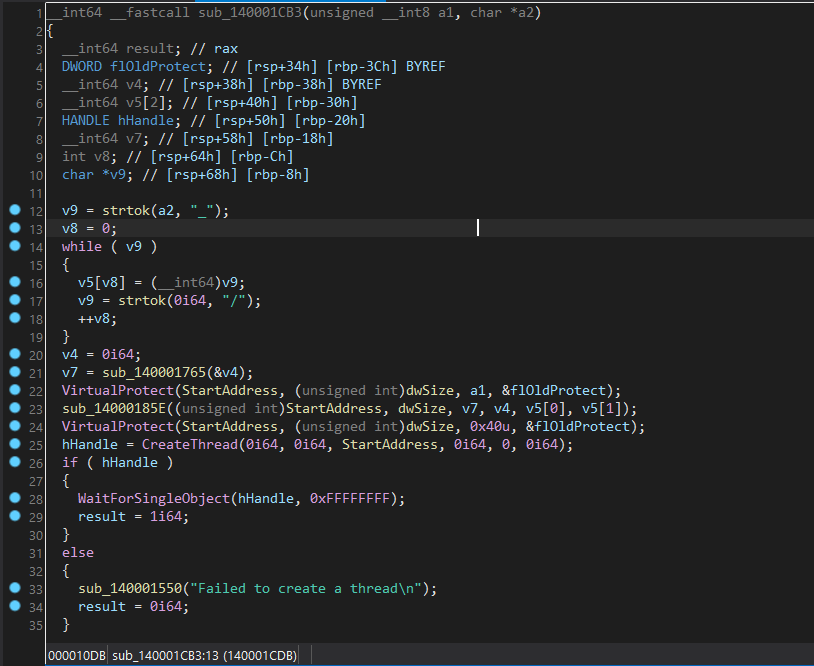 1 __int64 __fastcall sub_140001CB3(unsigned __int8 a1, char *a2)
2 {
3 __int64 result; // rax
4 DWORD flOldProtect; // [rsp+34h] [rbp-3Ch] BYREF
5 __int64 v4; // [rsp+38h] [rbp-38h] BYREF
6 __int64 v5[2]; // [rsp+40h] [rbp-30h]
7 HANDLE hHandle; // [rsp+50h] [rbp-20h]
8 __int64 v7; // [rsp+58h] [rbp-18h]
9 int v8; // [rsp+64h] [rbp-Ch]
10 char *v9; // [rsp+68h] [rbp-8h]
11
12 v9 = strtok(a2, "_");
13 v8 = 0;
14 while ( v9 )
15 {
16 v5[v8] = (__int64)v9;
17 v9 = strtok(0i64, "/");
18 ++v8;
19 }
20 v4 = 0i64;
21 v7 = sub_140001765(&v4);
22 VirtualProtect(StartAddress, (unsigned int)dwSize, a1, &flOldProtect);
23 sub_14000185E((unsigned int)StartAddress, dwSize, v7, v4, v5[0], v5[1]);
24 VirtualProtect(StartAddress, (unsigned int)dwSize, 0x40u, &flOldProtect);
25 hHandle = CreateThread(0i64, 0i64, StartAddress, 0i64, 0, 0i64);
26 if ( hHandle )
27 {
28 WaitForSingleObject(hHandle, 0xFFFFFFFF);
29 result = 1i64;
30 }
31 else
32 {
33 sub_140001550("Failed to create a thread\n");
34 result = 0i64;
35 }
000010DB sub_140001CB3:13 (140001CDB)